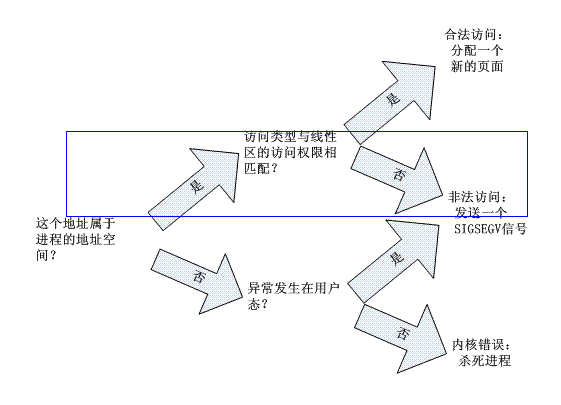 合法访问：
分配一个
新的页面
是
访问类型与线性
区的访问权限相
匹配？
是
否
非法访问：
发送一个
SIGSEGV信号
这个地址属于
进程的地址空
间？
否
异常发生在用户
态？
是
否
内核错误：
杀死进程